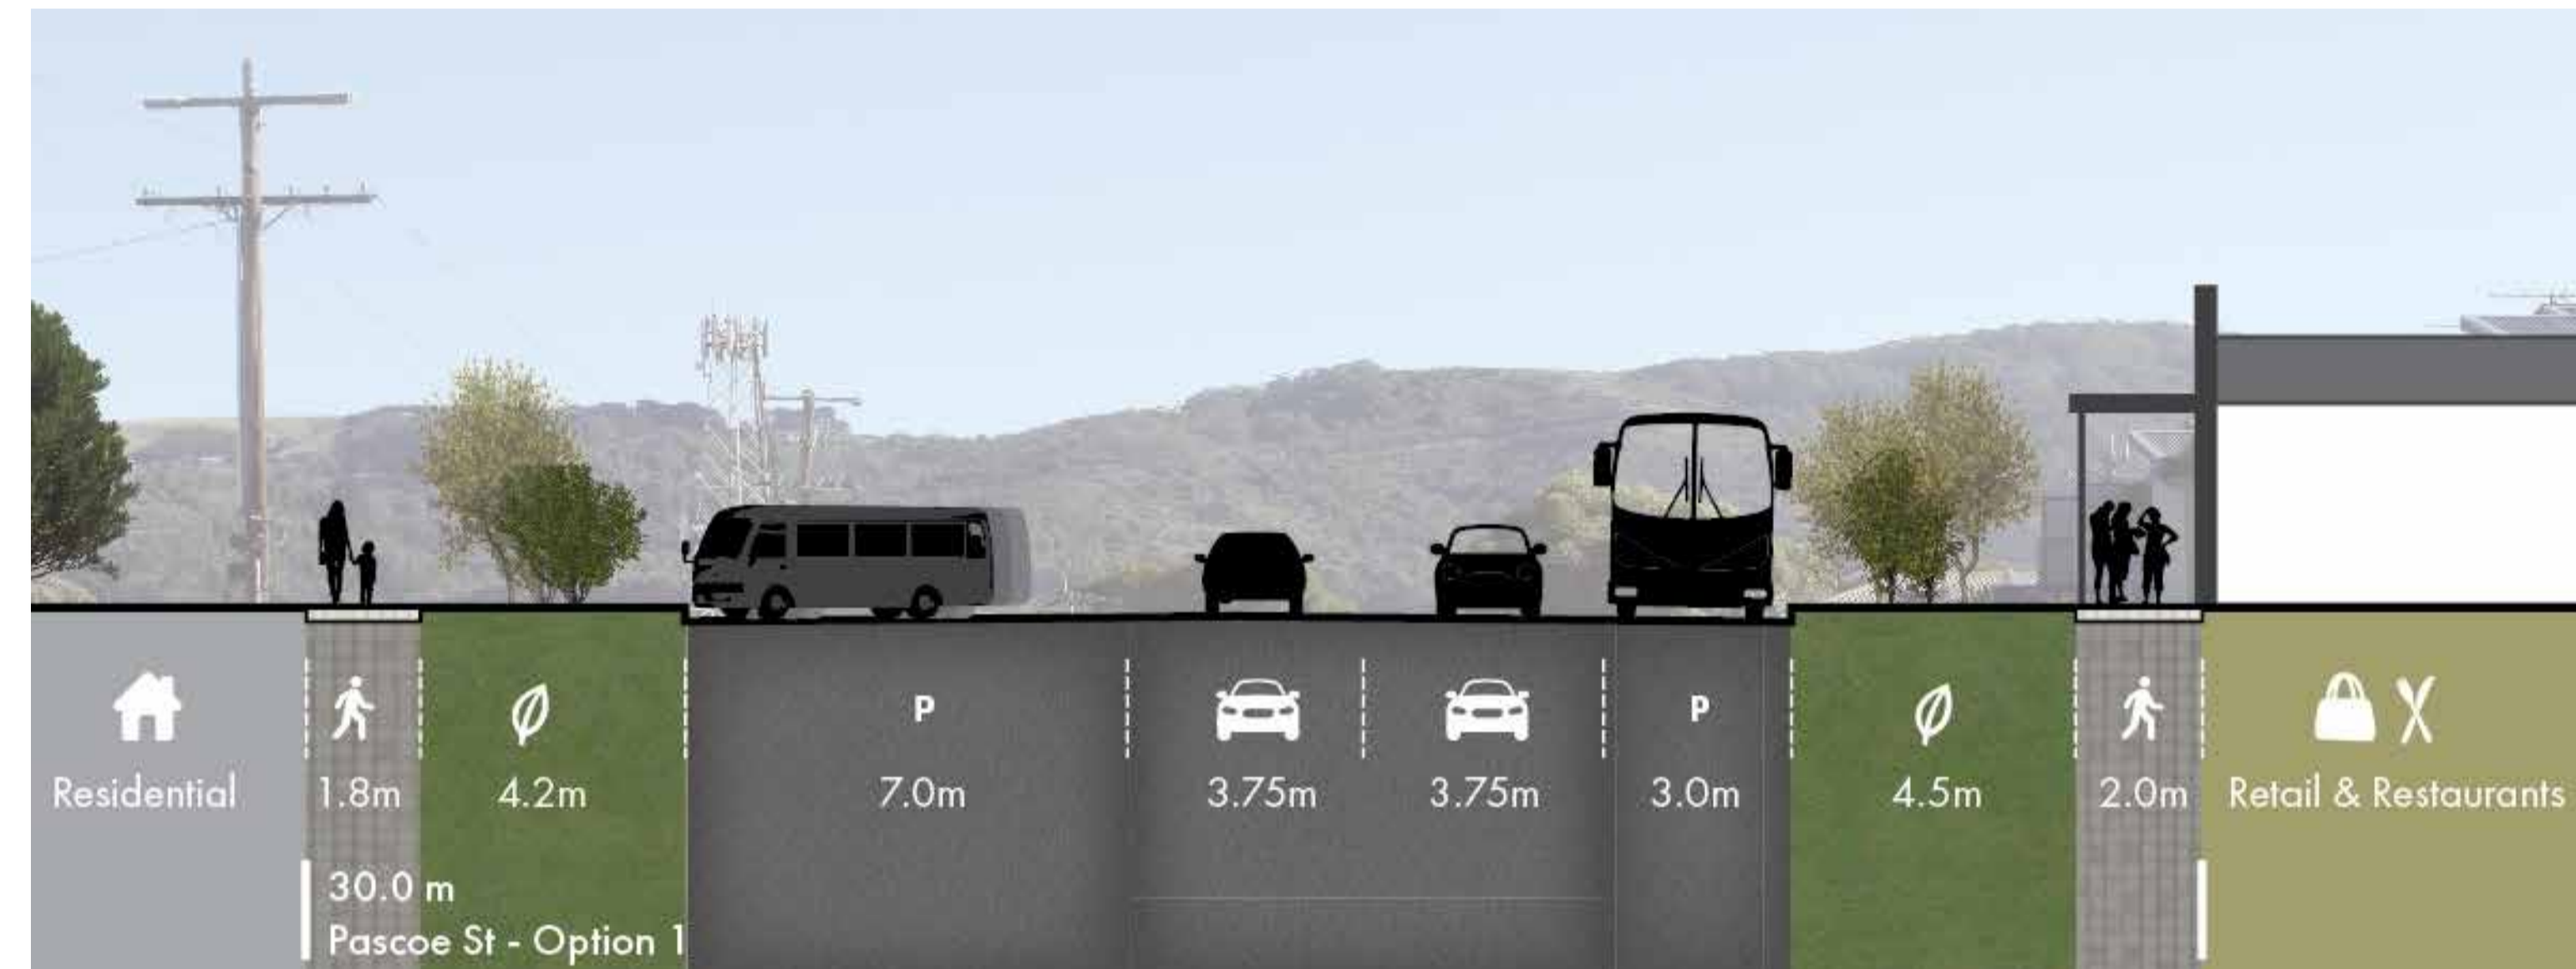 P
P
Residential
1.8m
4.2m
7.0m
3.75m
3.75m
3.0m
4.5m
2.0m
Retail & Restaurants
30.0 m
Pascoe St - Option 1